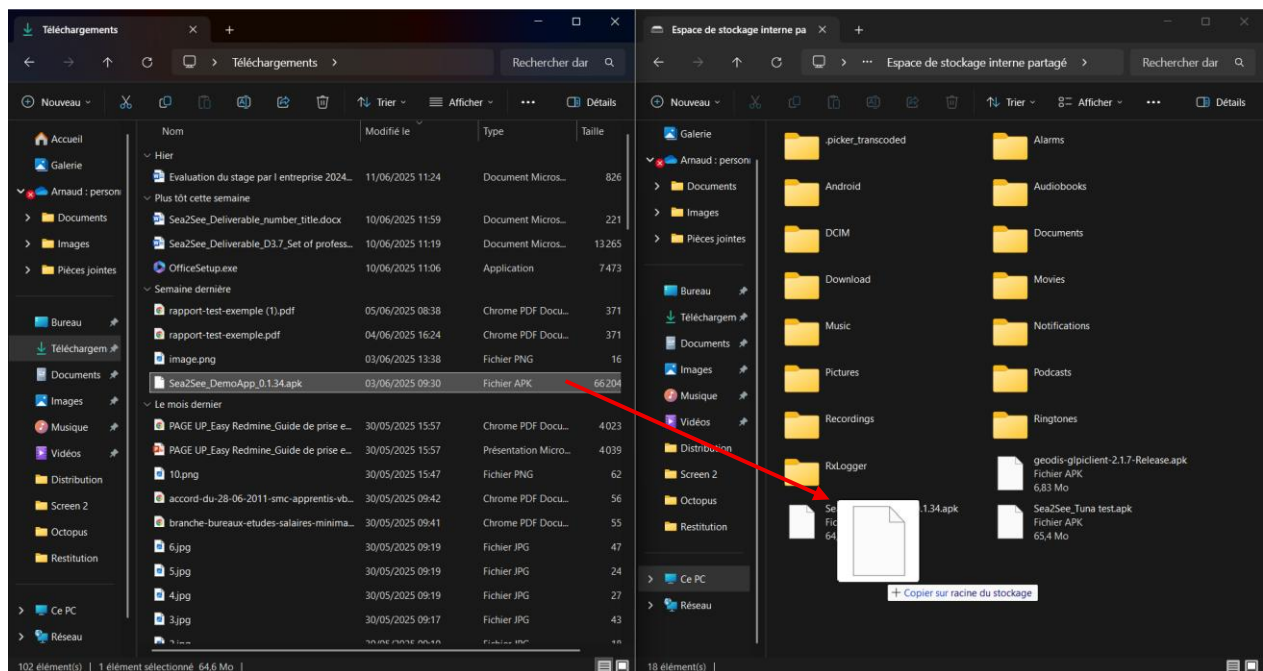 Téléchargements
Téléchargements
Rechercher dar
Nouveau
Trier
Afficher
Détails
Accueil
Galerie
Arnaud : personi
Documents
Images
Pièces jointes
Bureau
Téléchargem
Documents
Images
Musique
Vidéos
Distribution
Screen 2
Octopus
Restitution
Ce PC
Réseau
Nom Modifié le Type Taille
Hier
Evaluation du stage par l entreprise 2024... 11/06/2025 11:24 Document Micros... 826
Plus tôt cette semaine
Sea2See_Deliverable_number_title.docx 10/06/2025 11:59 Document Micros... 221
Sea2See_Deliverable_D3.7_Set of profess... 10/06/2025 11:19 Document Micros... 13 265
OfficeSetup.exe 10/06/2025 11:06 Application 7 473
Semaine dernière
rapport-test-exemple (1).pdf 05/06/2025 08:38 Chrome PDF Docu... 371
rapport-test-exemple.pdf 04/06/2025 16:24 Chrome PDF Docu... 371
image.png 03/06/2025 13:38 Fichier PNG 16
Sea2See_DemoApp_0.1.34.apk 03/06/2025 09:30 Fichier APK 66 204
Le mois dernier
PAGE UP_Easy Redmine_Guide de prise e... 30/05/2025 15:57 Chrome PDF Docu... 4 023
PAGE UP_Easy Redmine_Guide de prise e... 30/05/2025 15:57 Présentation Micro... 4 039
10.png 30/05/2025 15:47 Fichier PNG 62
accord-du-28-06-2011-smc-apprentis-vb... 30/05/2025 09:42 Chrome PDF Docu... 56
branche-bureaux-etudes-salaires-minima... 30/05/2025 09:41 Chrome PDF Docu... 55
6.jpg 30/05/2025 09:19 Fichier JPG 47
5.jpg 30/05/2025 09:19 Fichier JPG 24
4.jpg 30/05/2025 09:19 Fichier JPG 27
3.jpg 30/05/2025 09:17 Fichier JPG 43
102 élément(s) | 1 élément sélectionné 64,6 Mo |
Espace de stockage interne pa
Espace de stockage interne partagé
Rechercher dar
Nouveau
Trier
Afficher
Détails
Galerie
Arnaud : personi
Documents
Images
Pièces jointes
Bureau
Téléchargem
Documents
Images
Musique
Vidéos
Distribution
Screen 2
Octopus
Restitution
Ce PC
Réseau
.picker_transcoded
Alarms
Android
Audiobooks
DCIM
Documents
Download
Movies
Music
Notifications
Pictures
Podcasts
Recordings
Ringtones
RxLogger
geodis-glpiclient-2.1.7-Release.apk
Fichier APK
6,83 Mo
.1.34.apk
Sea2See_Tuna test.apk
Fichier APK
65,4 Mo
+ Copier sur racine du stockage
18 élément(s) |